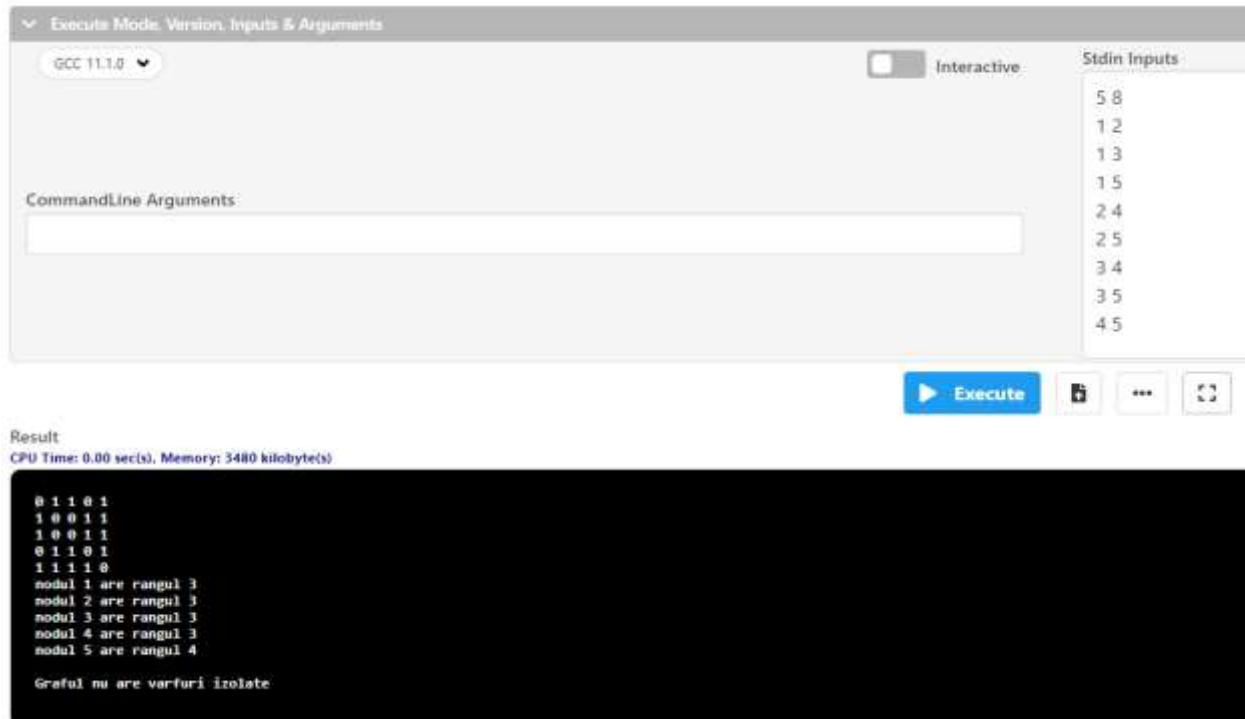 Execute Mode, Version, Inputs & Arguments
GCC 11.1.0
Interactive
Stdin Inputs
5 8
1 2
1 3
1 5
2 4
2 5
3 4
3 5
4 5
CommandLine Arguments
Execute
Result
CPU Time: 0.00 sec(s), Memory: 3480 kilobyte(s)
0 1 1 0 1
1 0 0 1 1
1 0 0 1 1
0 1 1 0 1
1 1 1 1 0
nodul 1 are rangul 3
nodul 2 are rangul 3
nodul 3 are rangul 3
nodul 4 are rangul 3
nodul 5 are rangul 4
Graful nu are varfuri izolate